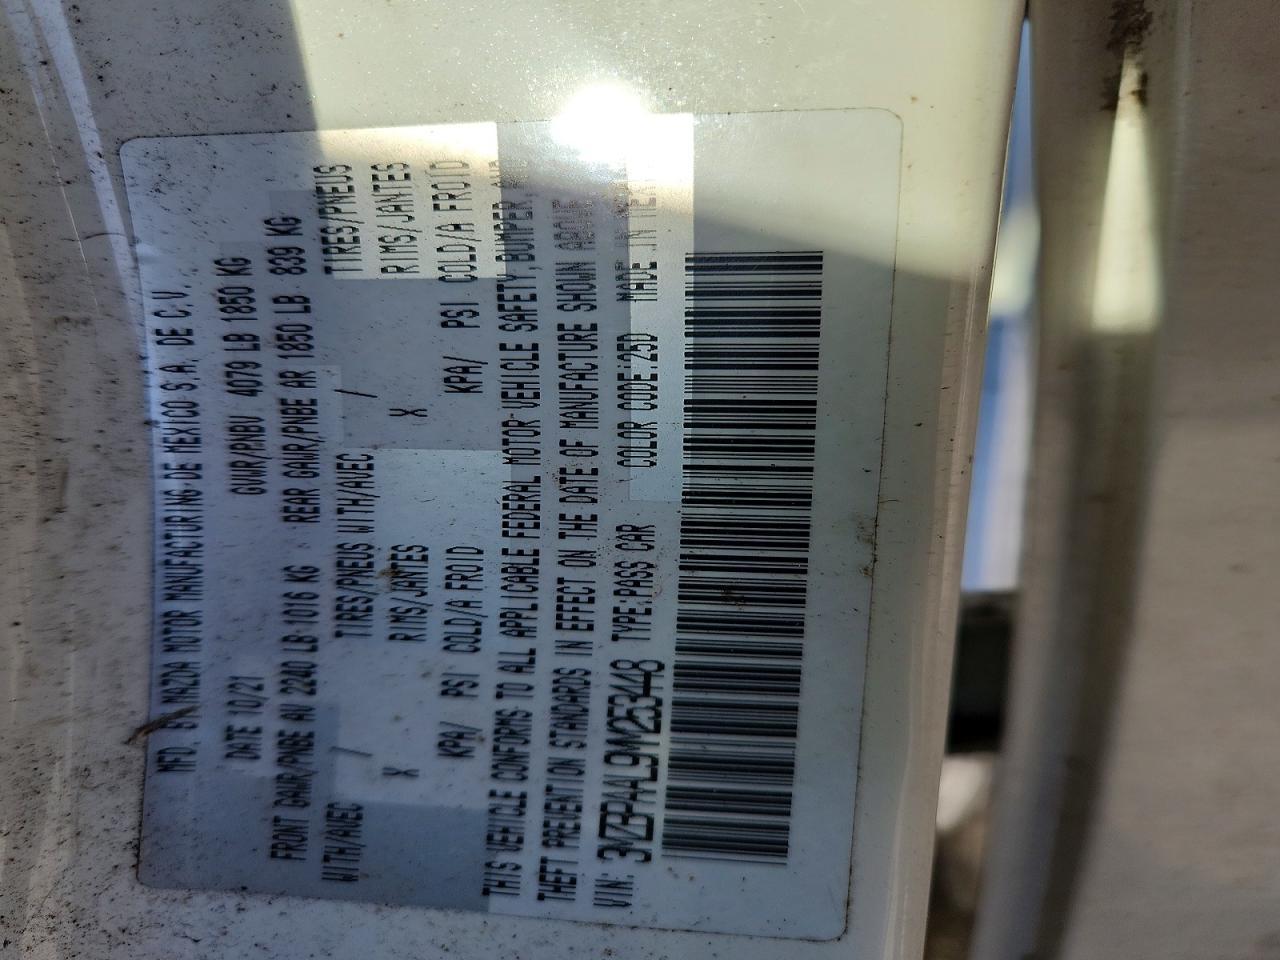 MFD. BY MAZDA MOTOR MANUFACTURING DE MEXICO S.A. DE C.V.
DATE 10/21 GVWR/PNBV 4079 LB 1850 KG
FRONT GAWR/PNBE AV 2240 LB 1016 KG REAR GAWR/PNBE AR 1850 LB 839 KG
WITH/AVEC / TIRES/PNEUS WITH/AVEC / TIRES/PNEUS
X RIMS/JANTES X RIMS/JANTES
KPA/ PSI COLD/A FROID KPA/ PSI COLD/A FROID
THIS VEHICLE CONFORMS TO ALL APPLICABLE FEDERAL MOTOR VEHICLE SAFETY, BUMPER,
THEFT PREVENTION STANDARDS IN EFFECT ON THE DATE OF MANUFACTURE SHOWN ABOVE
VIN: 3MZBPAAL9MM253448 TYPE:PASS CAR COLOR CODE:25D MADE IN